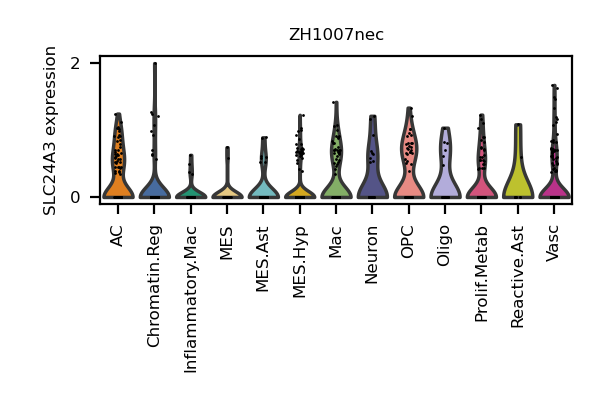 ZH1007nec
SLC24A3 expression
2
0
AC
Chromatin.Reg
Inflammatory.Mac
MES
MES.Ast
MES.Hyp
Mac
Neuron
OPC
Oligo
Prolif.Metab
Reactive.Ast
Vasc